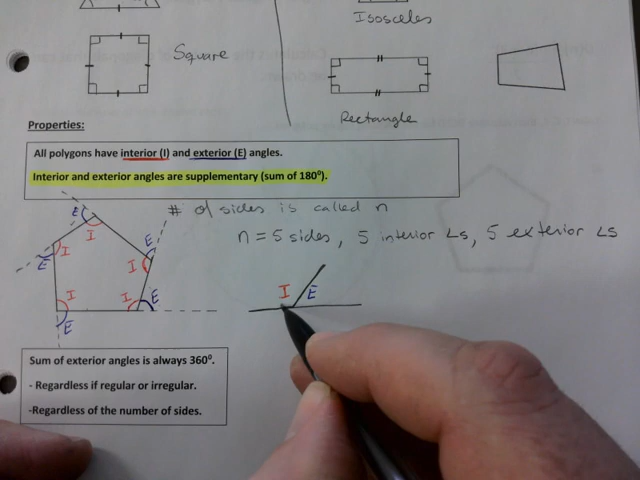 Isosceles
Square
Rectangle
Properties:
All polygons have interior (I) and exterior (E) angles.
Interior and exterior angles are supplementary (sum of 180⁰).
# of sides is called n
n = 5 sides, 5 interior ∠s, 5 exterior ∠s
E
I
E
I
E
I
I
I
E
E
I E
Sum of exterior angles is always 360⁰.
- Regardless if regular or irregular.
-Regardless of the number of sides.